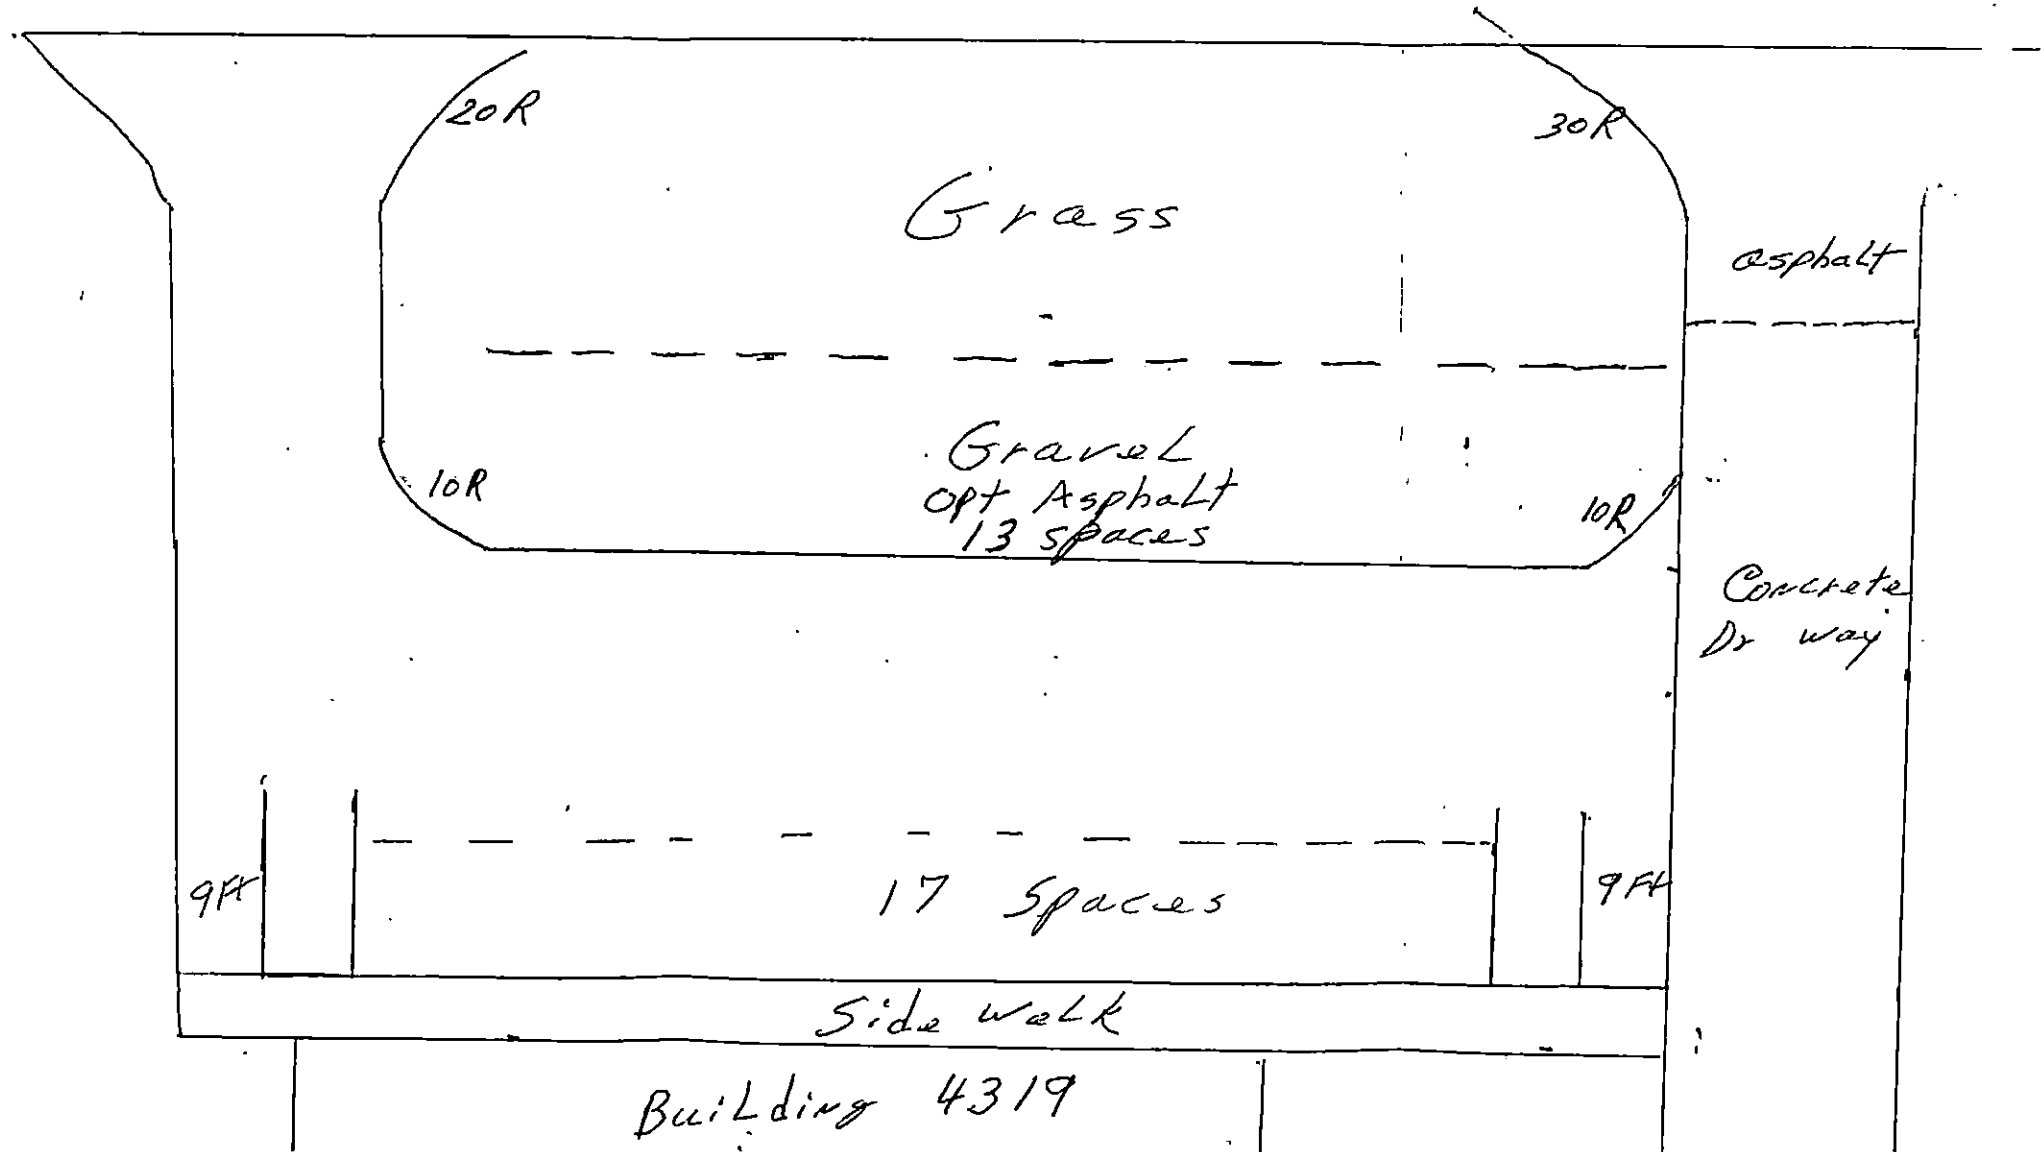 20R
30R
Grass
asphalt
Gravel
opt Asphalt
13 spaces
10R
10R
Concrete
Dr way
9Ft
17 Spaces
9Ft
Side walk
Building 4319